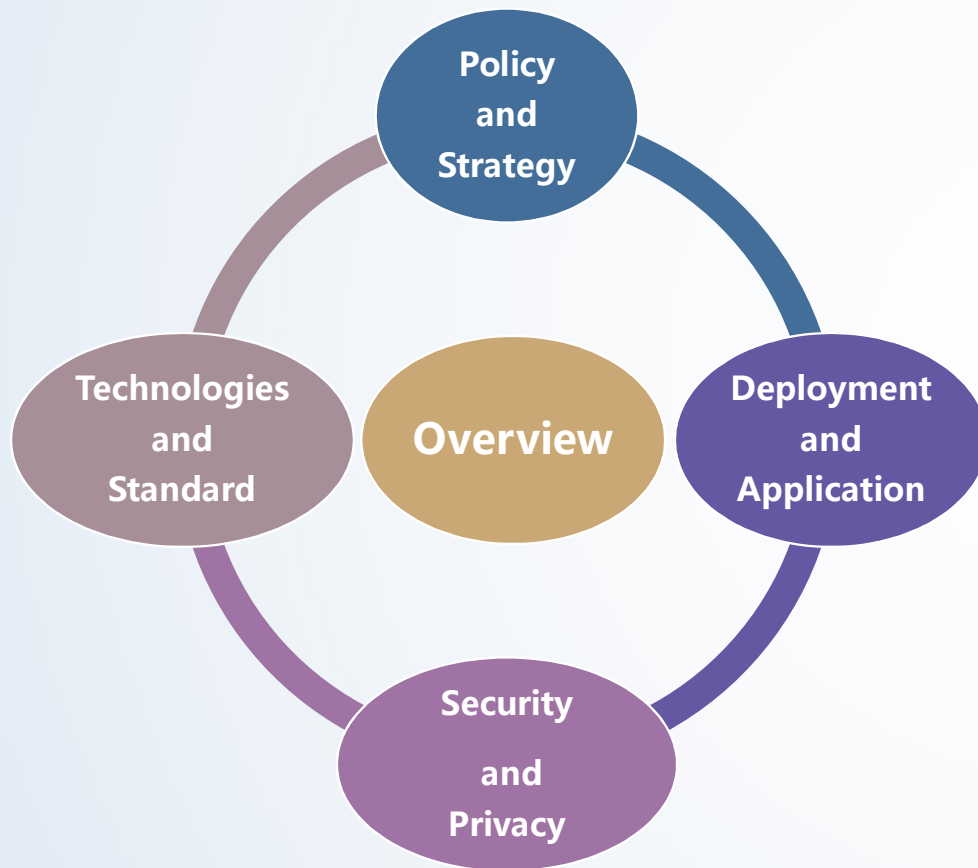 Policy
and
Strategy
Technologies
and
Standard
Overview
Deployment
and
Application
Security
and
Privacy